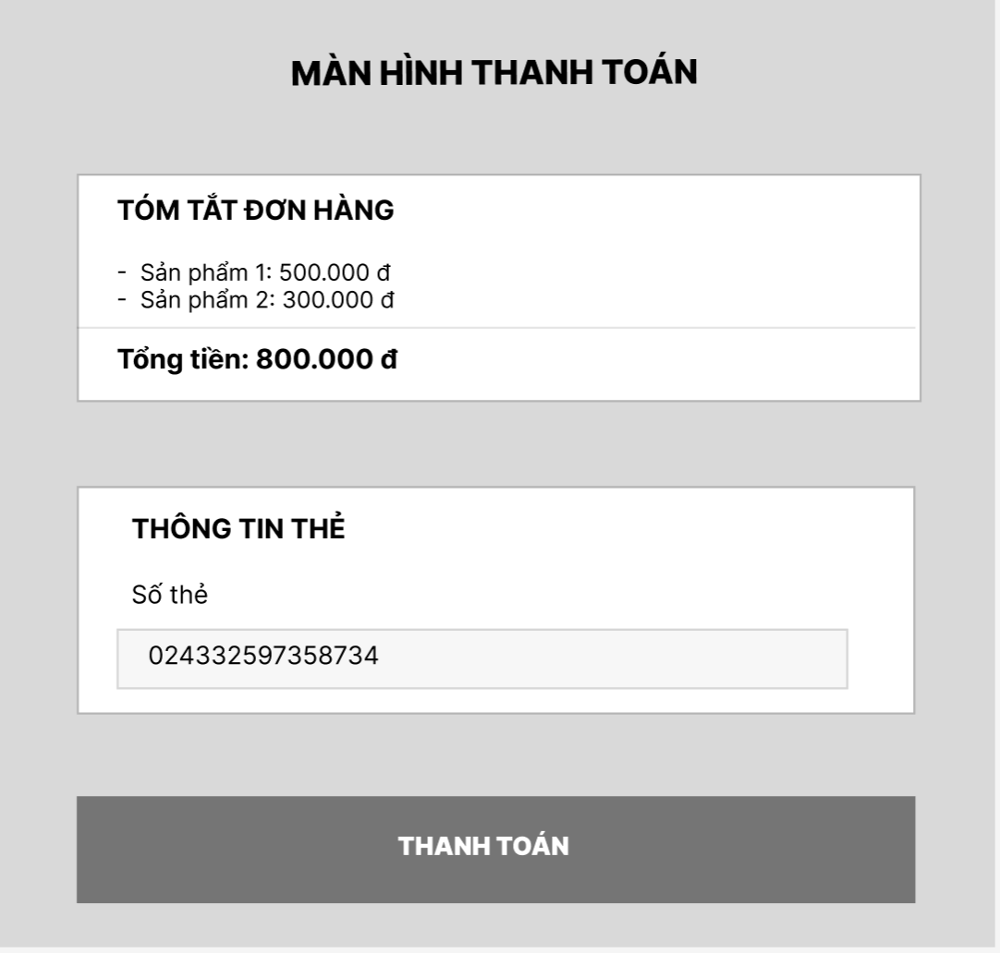 MÀN HÌNH THANH TOÁN
TÓM TẮT ĐƠN HÀNG
- Sản phẩm 1: 500.000 đ
- Sản phẩm 2: 300.000 đ
Tổng tiền: 800.000 đ
THÔNG TIN THẺ
Số thẻ
024332597358734
THANH TOÁN